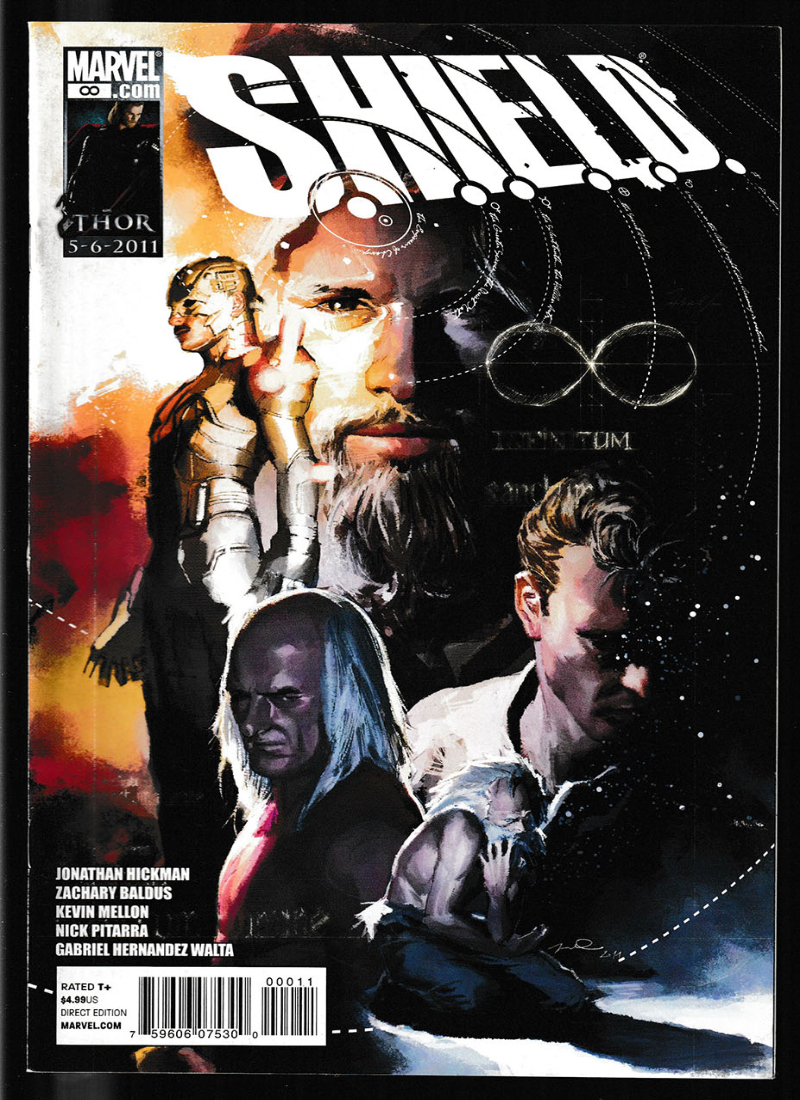 MARVEL®
∞ .com
THOR
5-6-2011
SHIELD®
∞
INFINITUM
JONATHAN HICKMAN
ZACHARY BALDUS
KEVIN MELLON
NICK PITARRA
GABRIEL HERNANDEZ WALTA
RATED T+
$4.99US
DIRECT EDITION
MARVEL.COM
00011
7 59606 07530 0